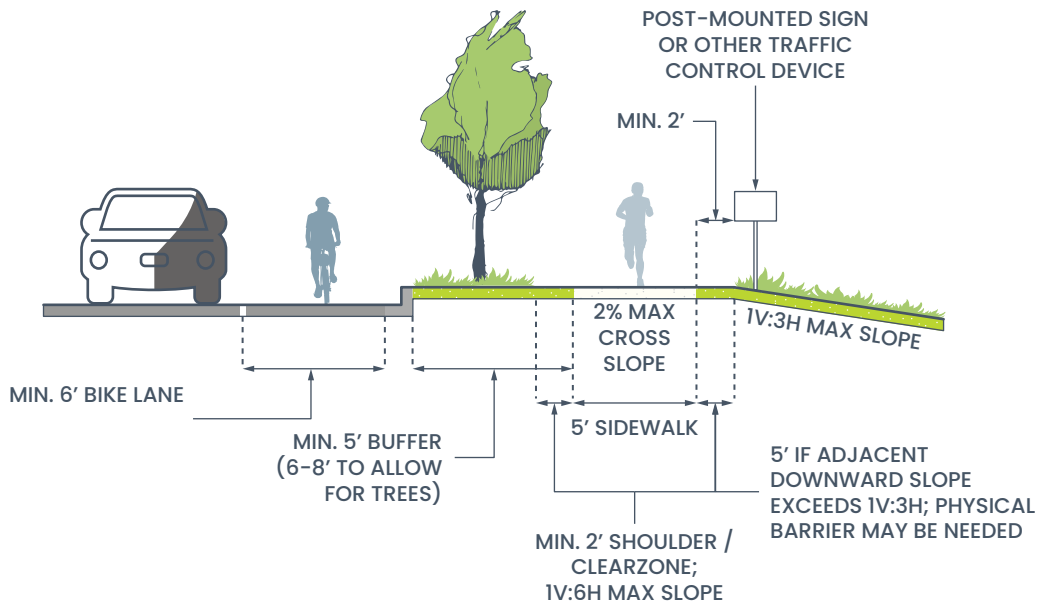 POST-MOUNTED SIGN
OR OTHER TRAFFIC
CONTROL DEVICE
MIN. 2'
2% MAX
CROSS
SLOPE
1V:3H MAX SLOPE
MIN. 6' BIKE LANE
MIN. 5' BUFFER
(6-8' TO ALLOW
FOR TREES)
5' SIDEWALK
5' IF ADJACENT
DOWNWARD SLOPE
EXCEEDS 1V:3H; PHYSICAL
BARRIER MAY BE NEEDED
MIN. 2' SHOULDER /
CLEARZONE;
1V:6H MAX SLOPE